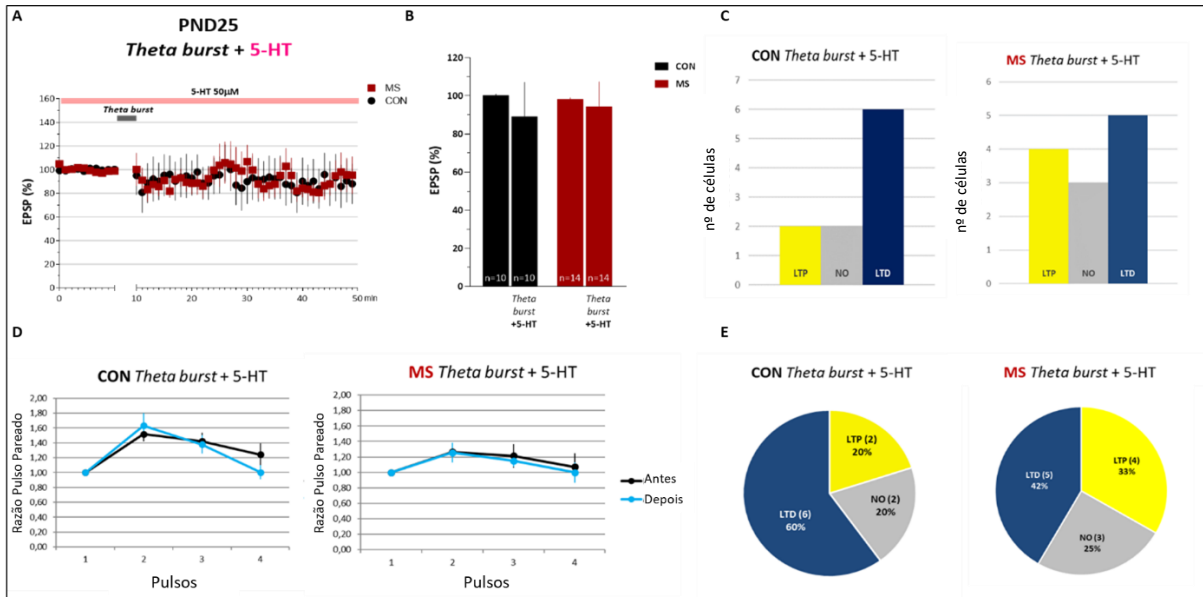 A
PND25
Theta burst + 5-HT
5-HT 50µM
Theta burst
MS
CON
EPSP (%)
160
140
120
100
80
60
40
20
0
0 10 20 30 40 50 min
B
CON
MS
EPSP (%)
120
100
80
60
40
20
0
n=10 n=10 n=14 n=14
Theta burst +5-HT
Theta burst +5-HT
C
CON Theta burst + 5-HT
nº de células
7
6
5
4
3
2
1
0
LTP NO LTD
MS Theta burst + 5-HT
nº de células
6
5
4
3
2
1
0
LTP NO LTD
D
CON Theta burst + 5-HT
Razão Pulso Pareado
2,00
1,80
1,60
1,40
1,20
1,00
0,80
0,60
0,40
0,20
0,00
1 2 3 4
Pulsos
MS Theta burst + 5-HT
Razão Pulso Pareado
2,00
1,80
1,60
1,40
1,20
1,00
0,80
0,60
0,40
0,20
0,00
1 2 3 4
Pulsos
Antes
Depois
E
CON Theta burst + 5-HT
LTP (2)
20%
NO (2)
20%
LTD (6)
60%
MS Theta burst + 5-HT
LTP (4)
33%
LTD (5)
42%
NO (3)
25%